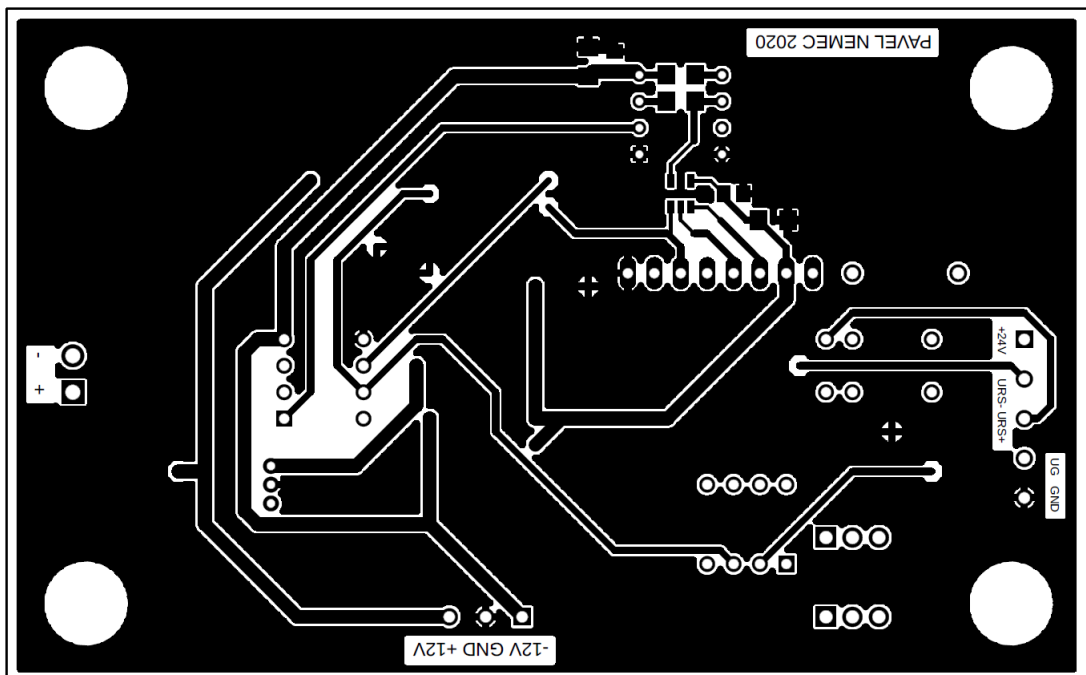 PAVEL NEMEC 2020
+24V
URS- URS+
UG GND
-
+
-12V GND +12V